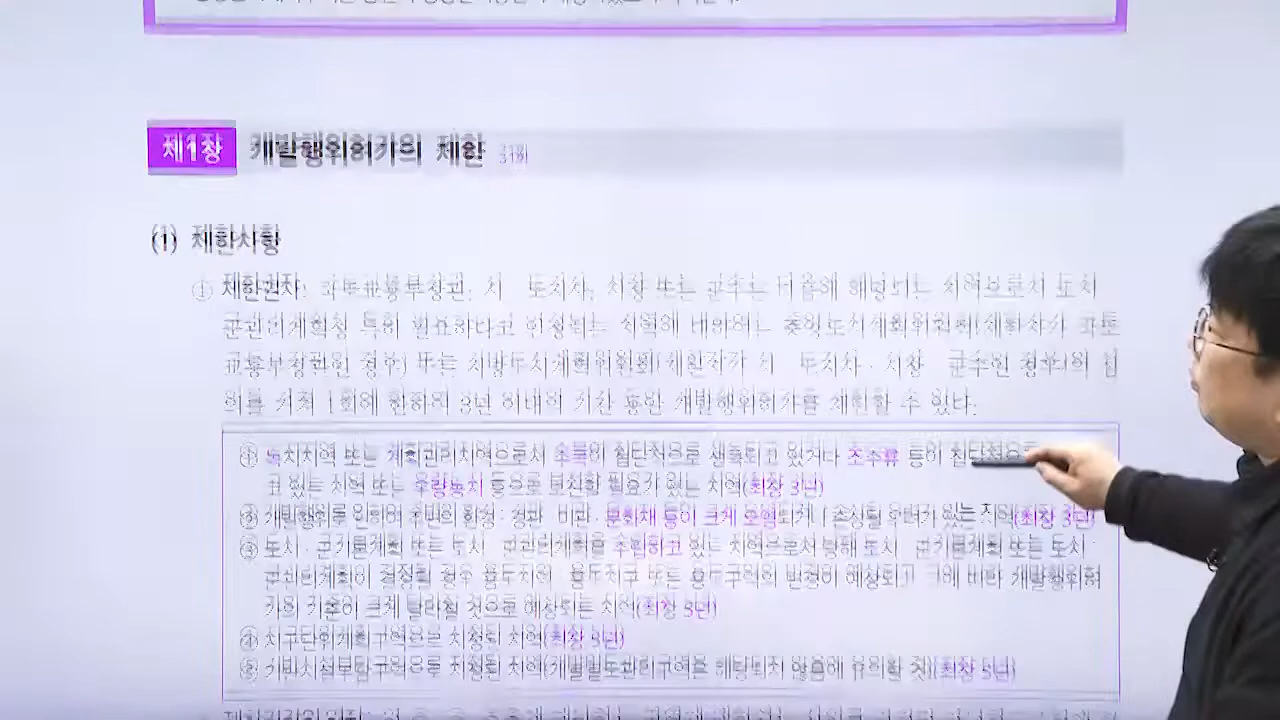 제1장 개발행위허가의 제한
(1) 제한사항
① 제한권자: 국토교통부장관, 시 도지사, 시장 또는 군수는 다음에 해당되는 지역으로서 도시
군관리계획상 특히 필요하다고 인정되는 지역에 대하여는 중앙도시계획위원회(제한자가 국토
교통부장관인 경우) 또는 지방도시계획위원회(제한자가 시 도지사 · 시장 군수인 경우)의 심
의를 거쳐 1회에 한하여 3년 이내의 기간 동안 개발행위허가를 제한할 수 있다.
① 녹지지역 또는 계획관리지역으로서 수목이 집단적으로 생육되고 있거나 조수류 등이 집단적으로
고 있는 지역 또는 우량농지 등으로 보전할 필요가 있는 지역(최장 3년)
② 개발행위로 인하여 주변의 환경 · 경관 · 미관 · 문화재 등이 크게 오염되거나 손상될 우려가 있는 지역(최장 3년)
③ 도시 · 군기본계획 또는 도시 군관리계획을 수립하고 있는 지역으로서 당해 도시 군기본계획 또는 도시 ·
군관리계획이 결정될 경우 용도지역 · 용도지구 또는 용도구역의 변경이 예상되고 그에 따라 개발행위허
가의 기준이 크게 달라질 것으로 예상되는 지역(최장 3년)
④ 지구단위계획구역으로 지정된 지역(최장 5년)
⑤ 기반시설부담구역으로 지정된 지역(개발밀도관리구역은 해당되지 않음에 유의할 것)(최장 5년)